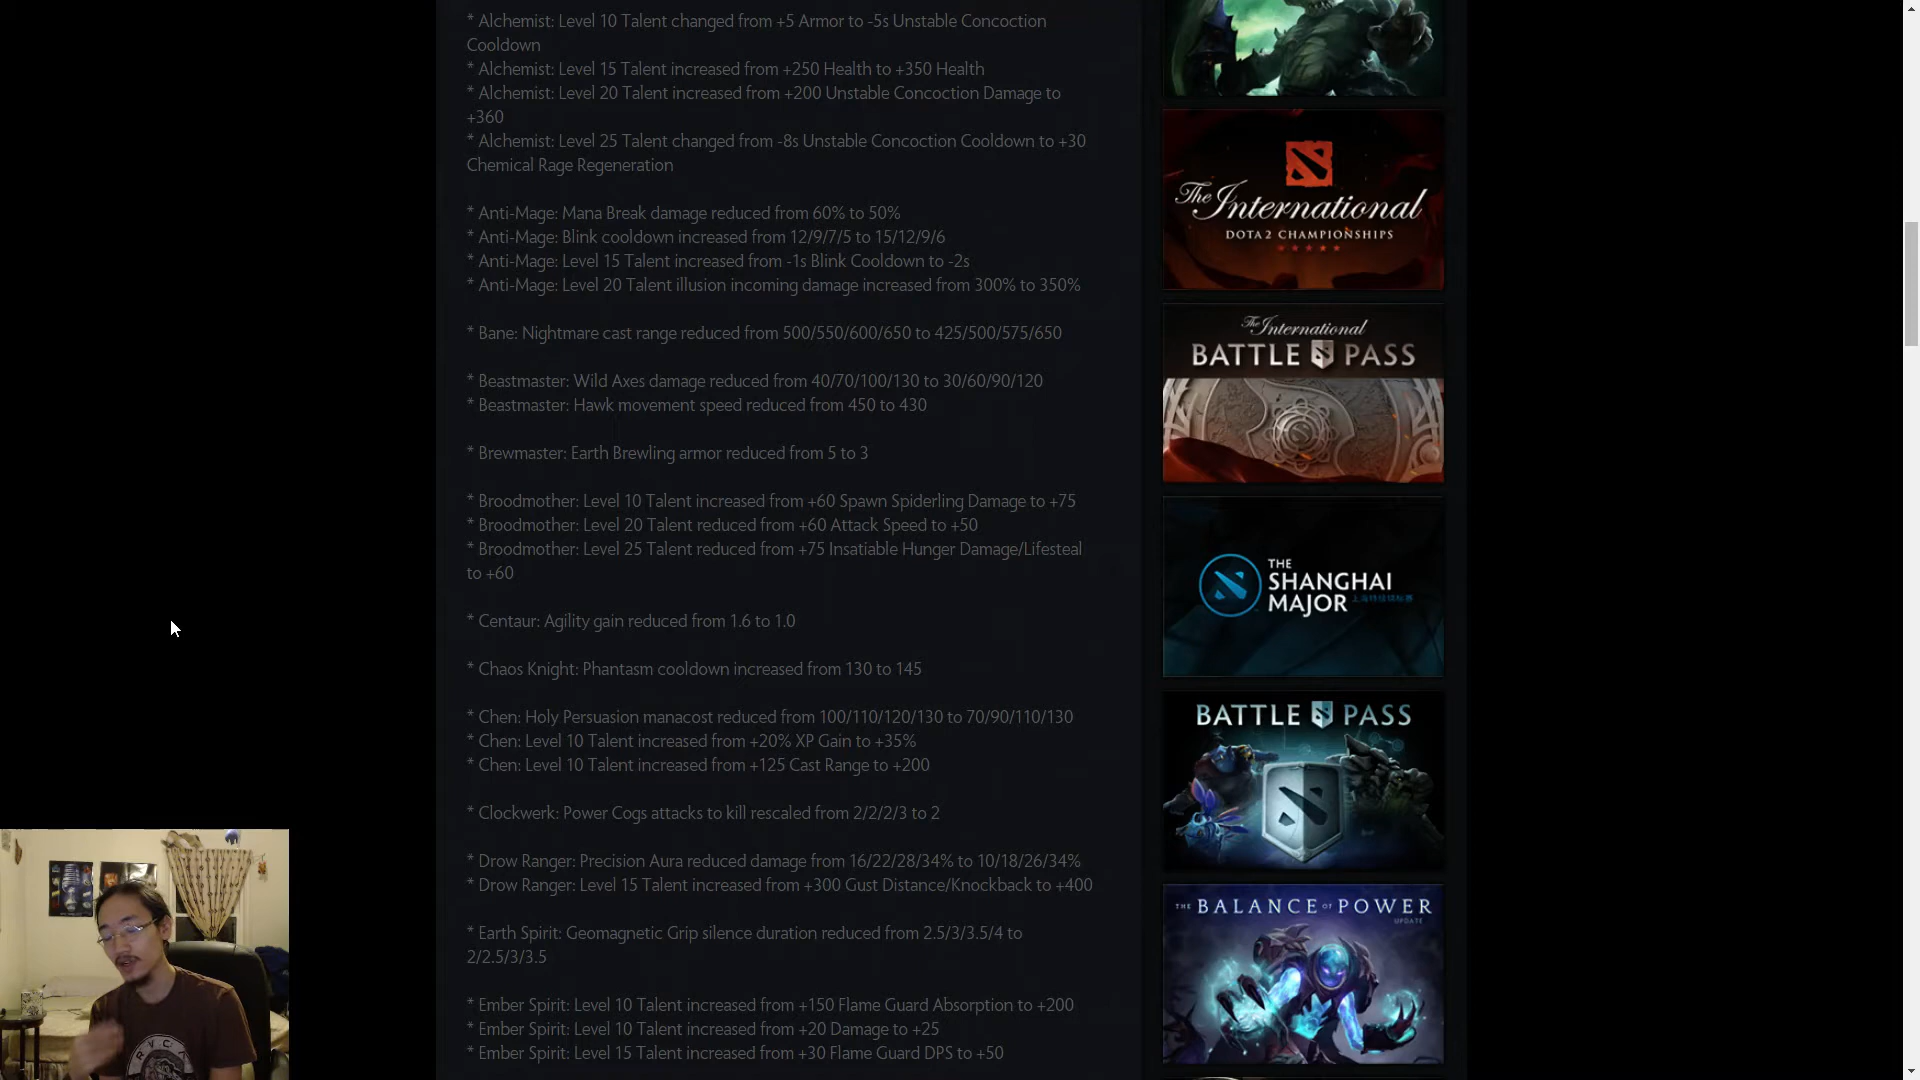 * Alchemist: Level 10 Talent changed from +5 Armor to -5s Unstable Concoction
Cooldown
* Alchemist: Level 15 Talent increased from +250 Health to +350 Health
* Alchemist: Level 20 Talent increased from +200 Unstable Concoction Damage to
+360
* Alchemist: Level 25 Talent changed from -8s Unstable Concoction Cooldown to +30
Chemical Rage Regeneration
* Anti-Mage: Mana Break damage reduced from 60% to 50%
* Anti-Mage: Blink cooldown increased from 12/9/7/5 to 15/12/9/6
* Anti-Mage: Level 15 Talent increased from -1s Blink Cooldown to -2s
* Anti-Mage: Level 20 Talent illusion incoming damage increased from 300% to 350%
* Bane: Nightmare cast range reduced from 500/550/600/650 to 425/500/575/650
* Beastmaster: Wild Axes damage reduced from 40/70/100/130 to 30/60/90/120
* Beastmaster: Hawk movement speed reduced from 450 to 430
* Brewmaster: Earth Brewling armor reduced from 5 to 3
* Broodmother: Level 10 Talent increased from +60 Spawn Spiderling Damage to +75
* Broodmother: Level 20 Talent reduced from +60 Attack Speed to +50
* Broodmother: Level 25 Talent reduced from +75 Insatiable Hunger Damage/Lifesteal
to +60
* Centaur: Agility gain reduced from 1.6 to 1.0
* Chaos Knight: Phantasm cooldown increased from 130 to 145
* Chen: Holy Persuasion manacost reduced from 100/110/120/130 to 70/90/110/130
* Chen: Level 10 Talent increased from +20% XP Gain to +35%
* Chen: Level 10 Talent increased from +125 Cast Range to +200
* Clockwerk: Power Cogs attacks to kill rescaled from 2/2/2/3 to 2
* Drow Ranger: Precision Aura reduced damage from 16/22/28/34% to 10/18/26/34%
* Drow Ranger: Level 15 Talent increased from +300 Gust Distance/Knockback to +400
* Earth Spirit: Geomagnetic Grip silence duration reduced from 2.5/3/3.5/4 to
2/2.5/3/3.5
* Ember Spirit: Level 10 Talent increased from +150 Flame Guard Absorption to +200
* Ember Spirit: Level 10 Talent increased from +20 Damage to +25
* Ember Spirit: Level 15 Talent increased from +30 Flame Guard DPS to +50
The International
DOTA 2 CHAMPIONSHIPS
The International
BATTLE PASS
THE
SHANGHAI
MAJOR
BATTLE PASS
THE BALANCE OF POWER
UPDATE
RVCA